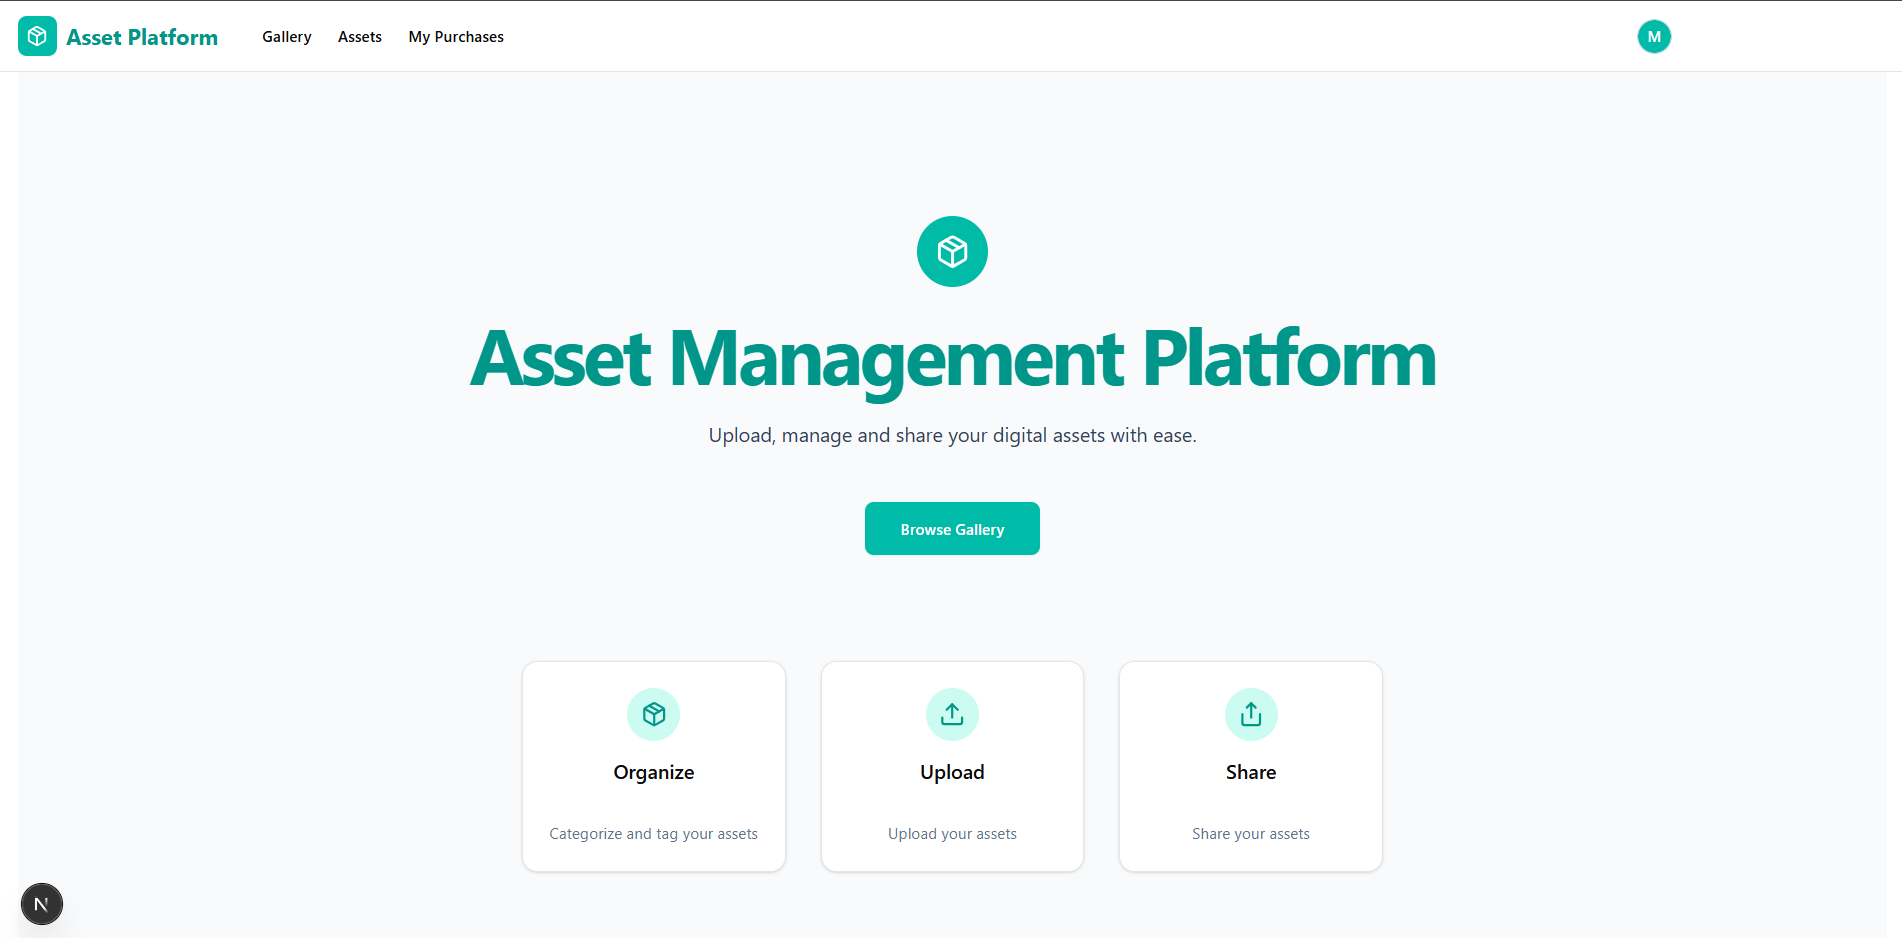 Asset Platform
Gallery
Assets
My Purchases
M
Asset Management Platform
Upload, manage and share your digital assets with ease.
Browse Gallery
Organize
Categorize and tag your assets
Upload
Upload your assets
Share
Share your assets
N